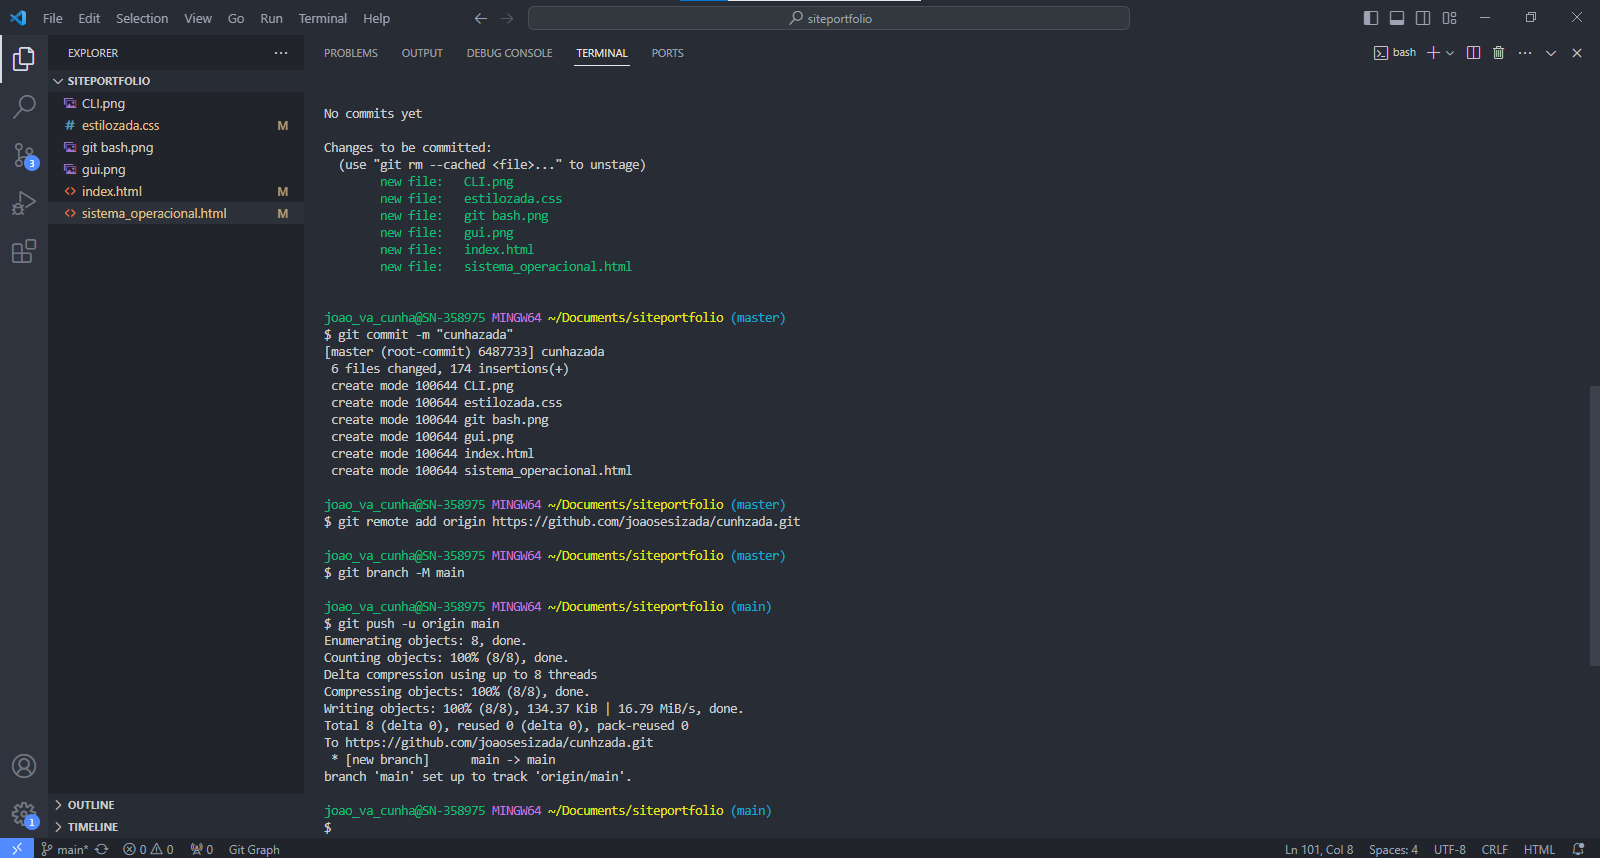 File Edit Selection View Go Run Terminal Help
siteportfolio
EXPLORER
SITEPORTFOLIO
CLI.png
# estilozada.css M
git bash.png
gui.png
<> index.html M
<> sistema_operacional.html M
3
1
OUTLINE
TIMELINE
PROBLEMS OUTPUT DEBUG CONSOLE TERMINAL PORTS
bash
No commits yet
Changes to be committed:
(use "git rm --cached <file>..." to unstage)
new file: CLI.png
new file: estilozada.css
new file: git bash.png
new file: gui.png
new file: index.html
new file: sistema_operacional.html
joao_va_cunha@SN-358975 MINGW64 ~/Documents/siteportfolio (master)
$ git commit -m "cunhazada"
[master (root-commit) 6487733] cunhazada
6 files changed, 174 insertions(+)
create mode 100644 CLI.png
create mode 100644 estilozada.css
create mode 100644 git bash.png
create mode 100644 gui.png
create mode 100644 index.html
create mode 100644 sistema_operacional.html
joao_va_cunha@SN-358975 MINGW64 ~/Documents/siteportfolio (master)
$ git remote add origin https://github.com/joaosesizada/cunhzada.git
joao_va_cunha@SN-358975 MINGW64 ~/Documents/siteportfolio (master)
$ git branch -M main
joao_va_cunha@SN-358975 MINGW64 ~/Documents/siteportfolio (main)
$ git push -u origin main
Enumerating objects: 8, done.
Counting objects: 100% (8/8), done.
Delta compression using up to 8 threads
Compressing objects: 100% (8/8), done.
Writing objects: 100% (8/8), 134.37 KiB | 16.79 MiB/s, done.
Total 8 (delta 0), reused 0 (delta 0), pack-reused 0
To https://github.com/joaosesizada/cunhzada.git
* [new branch] main -> main
branch 'main' set up to track 'origin/main'.
joao_va_cunha@SN-358975 MINGW64 ~/Documents/siteportfolio (main)
$
main* 0 0 0 Git Graph Ln 101, Col 8 Spaces: 4 UTF-8 CRLF HTML